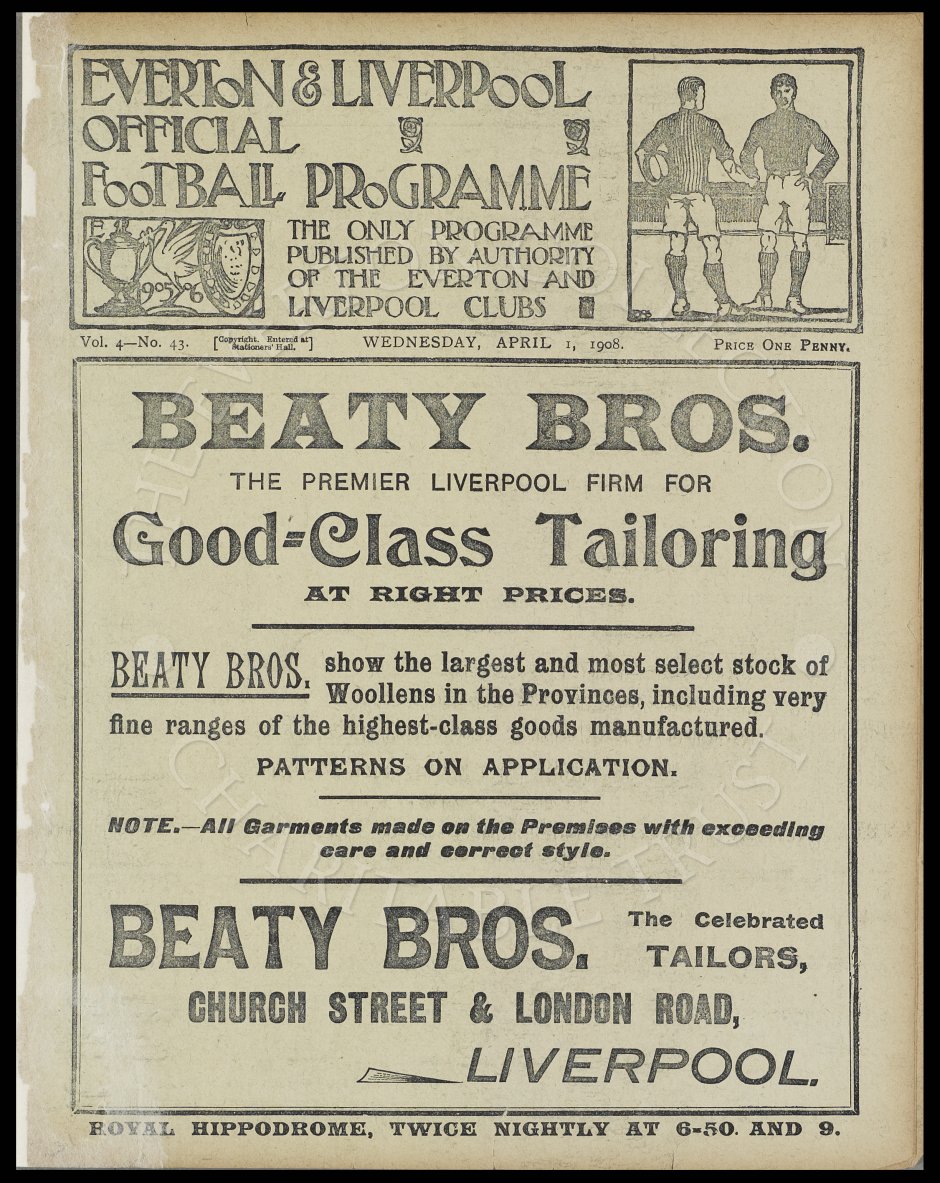 EVERTON & LIVERPOOL
OFFICIAL
FOOTBALL PROGRAMME
1905 06
THE ONLY PROGRAMME
PUBLISHED BY AUTHORITY
OF THE EVERTON AND
LIVERPOOL CLUBS
Vol. 4—No. 43. [Copyright. Entered at Stationers' Hall.] WEDNESDAY, APRIL 1, 1908. PRICE ONE PENNY.
BEATY BROS.
THE PREMIER LIVERPOOL FIRM FOR
Good-Class Tailoring
AT RIGHT PRICES.
BEATY BROS. show the largest and most select stock of
Woollens in the Provinces, including very
fine ranges of the highest-class goods manufactured.
PATTERNS ON APPLICATION.
NOTE.—All Garments made on the Premises with exceeding
care and correct style.
BEATY BROS. The Celebrated
TAILORS,
CHURCH STREET & LONDON ROAD,
LIVERPOOL.
ROYAL HIPPODROME, TWICE NIGHTLY AT 6-50. AND 9.
CHARITABLE TRUST